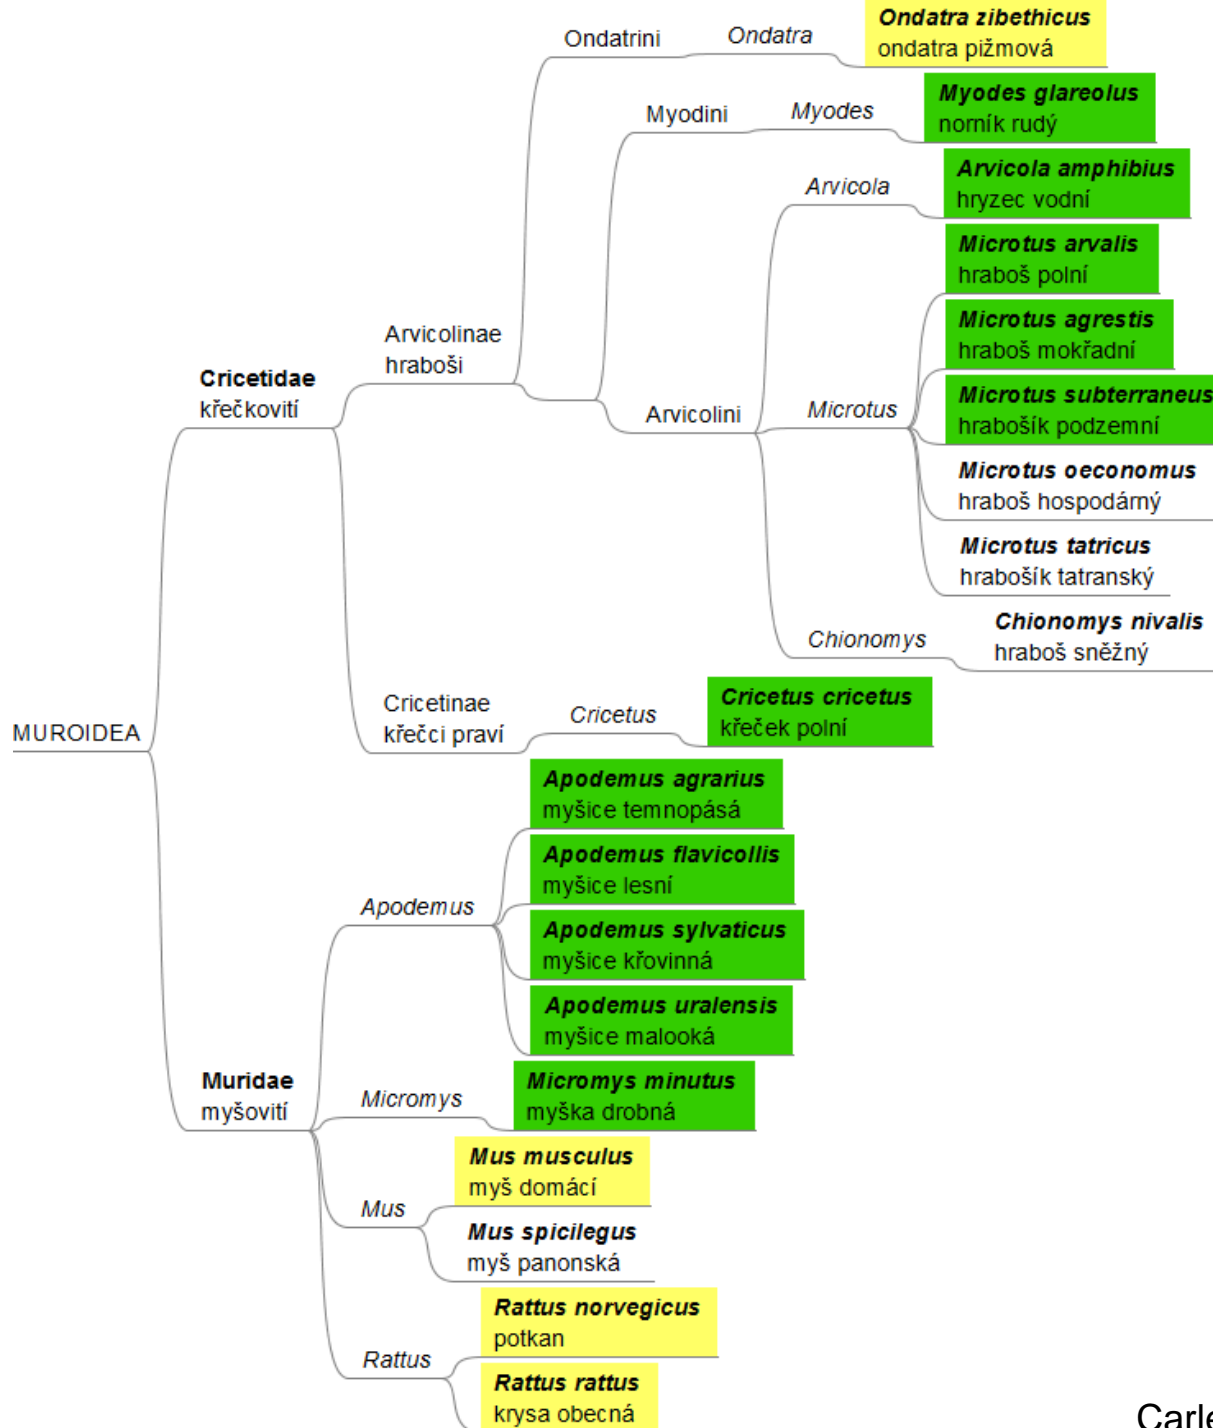 Ondatrini
Ondatra
Ondatra zibethicus
ondatra pižmová
Myodini
Myodes
Myodes glareolus
norník rudý
Arvicola
Arvicola amphibius
hryzec vodní
Microtus arvalis
hraboš polní
Microtus agrestis
hraboš mokřadní
Arvicolinae
hraboši
Cricetidae
křečkovití
Arvicolini
Microtus
Microtus subterraneus
hrabošík podzemní
Microtus oeconomus
hraboš hospodárný
Microtus tatricus
hrabošík tatranský
Chionomys
Chionomys nivalis
hraboš sněžný
MUROIDEA
Cricetinae
křečci praví
Cricetus
Cricetus cricetus
křeček polní
Apodemus agrarius
myšice temnopásá
Apodemus flavicollis
myšice lesní
Apodemus
Apodemus sylvaticus
myšice křovinná
Apodemus uralensis
myšice malooká
Muridae
myšovití
Micromys
Micromys minutus
myška drobná
Mus musculus
myš domácí
Mus
Mus spicilegus
myš panonská
Rattus norvegicus
potkan
Rattus
Rattus rattus
krysa obecná